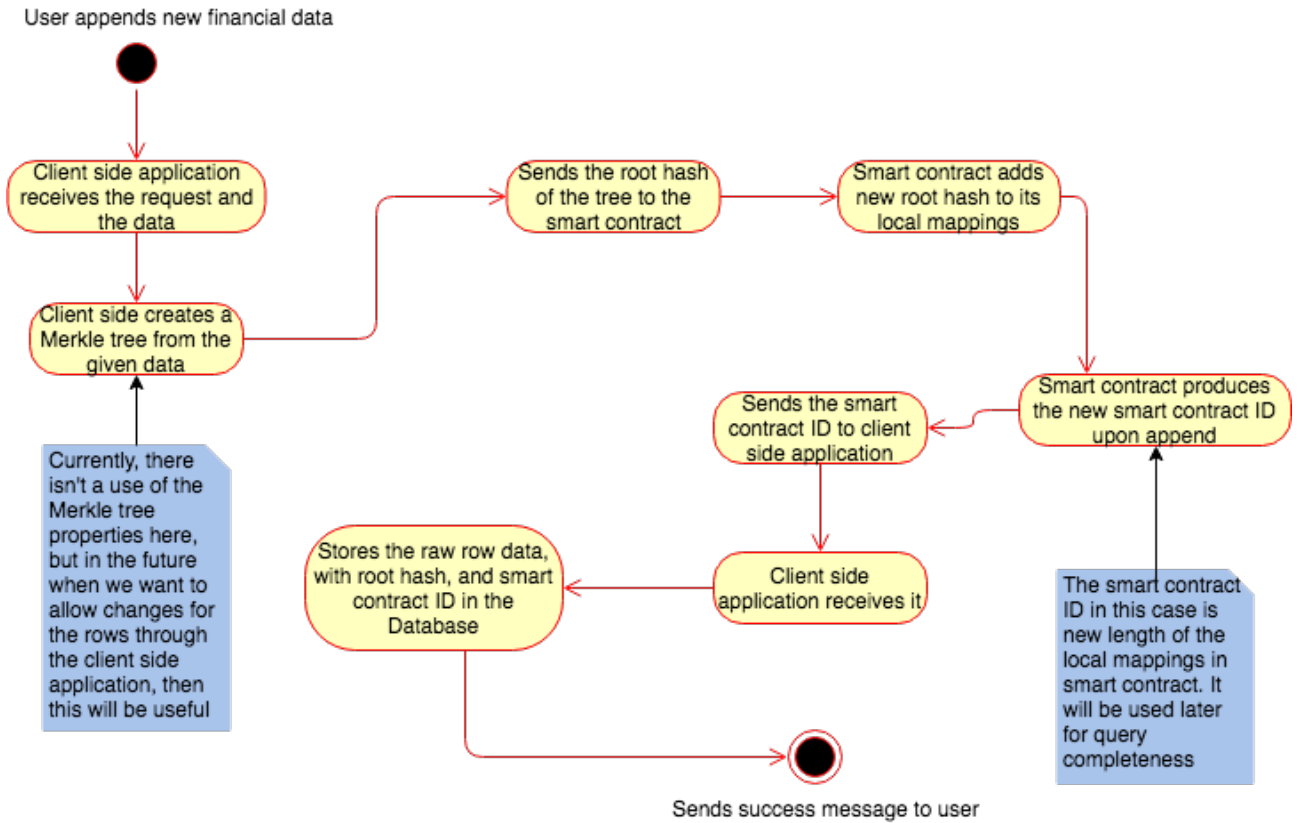 User appends new financial data
Client side application
receives the request and
the data
Sends the root hash
of the tree to the
smart contract
Smart contract adds
new root hash to its
local mappings
Client side creates a
Merkle tree from the
given data
Smart contract produces
the new smart contract ID
upon append
Sends the smart
contract ID to client
side application
Currently, there
isn't a use of the
Merkle tree
properties here,
but in the future
when we want to
allow changes for
the rows through
the client side
application, then
this will be useful
Stores the raw row data,
with root hash, and smart
contract ID in the
Database
Client side
application receives it
The smart contract
ID in this case is
new length of the
local mappings in
smart contract. It
will be used later
for query
completeness
Sends success message to user